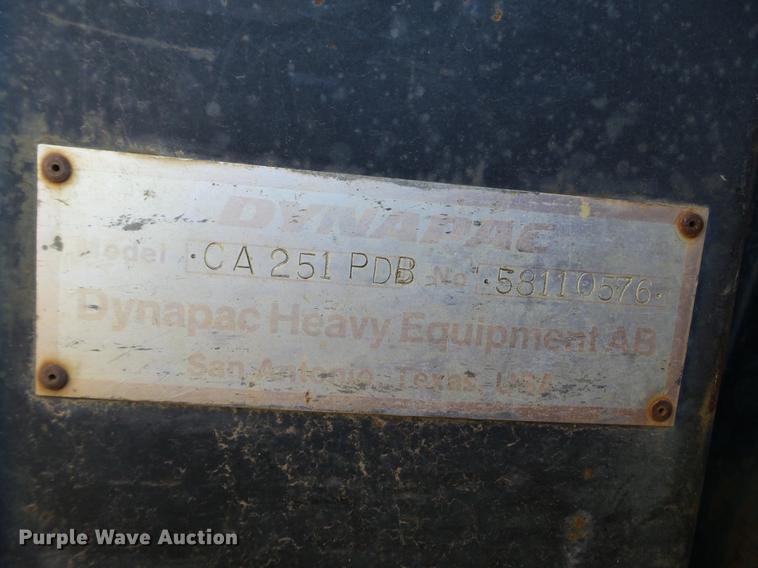 DYNAPAC
Model ·CA 251 PDB No ·58110576·
Dynapac Heavy Equipment AB
San Antonio, Texas, USA
Purple Wave Auction